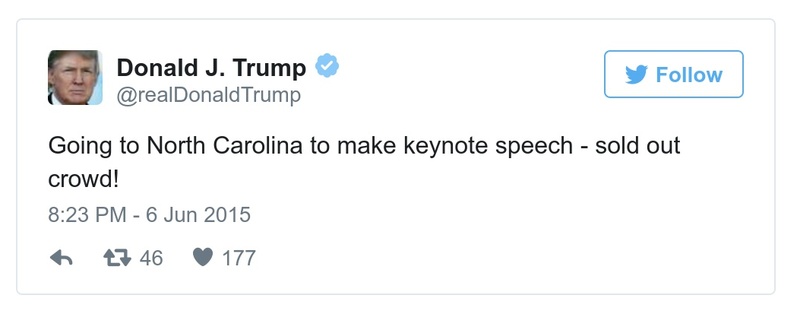 Donald J. Trump
@realDonaldTrump
Follow
Going to North Carolina to make keynote speech - sold out
crowd!
8:23 PM - 6 Jun 2015
46 177